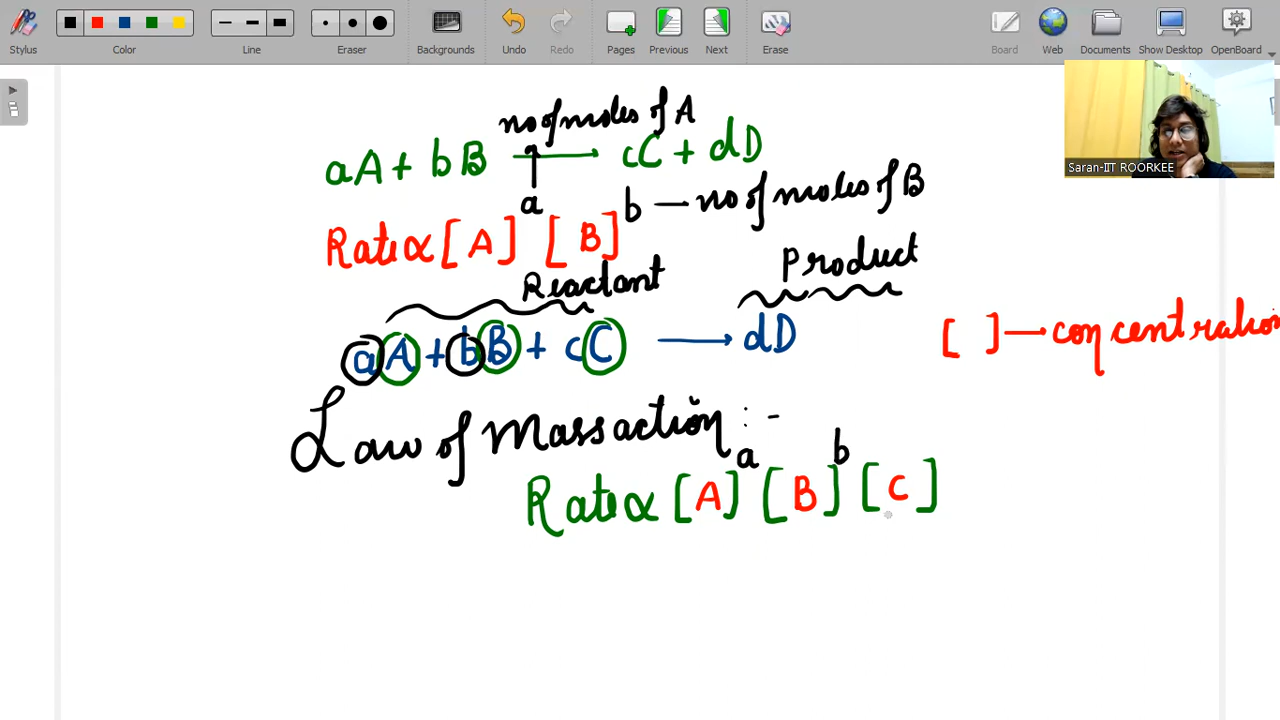 Stylus
Color
Line
Eraser
Backgrounds
Undo
Redo
Pages
Previous
Next
Erase
Board
Web
Documents
Show Desktop
OpenBoard
Saran-IIT ROORKEE
no of moles of A
aA + bB → cC + dD
a
b — no of moles of B
Rate ∝ [A] [B]
Reactant
Product
aA + bB + cC → dD
[ ] → concentration
Law of Mass action :-
Rate ∝ [A]^a [B]^b [C]